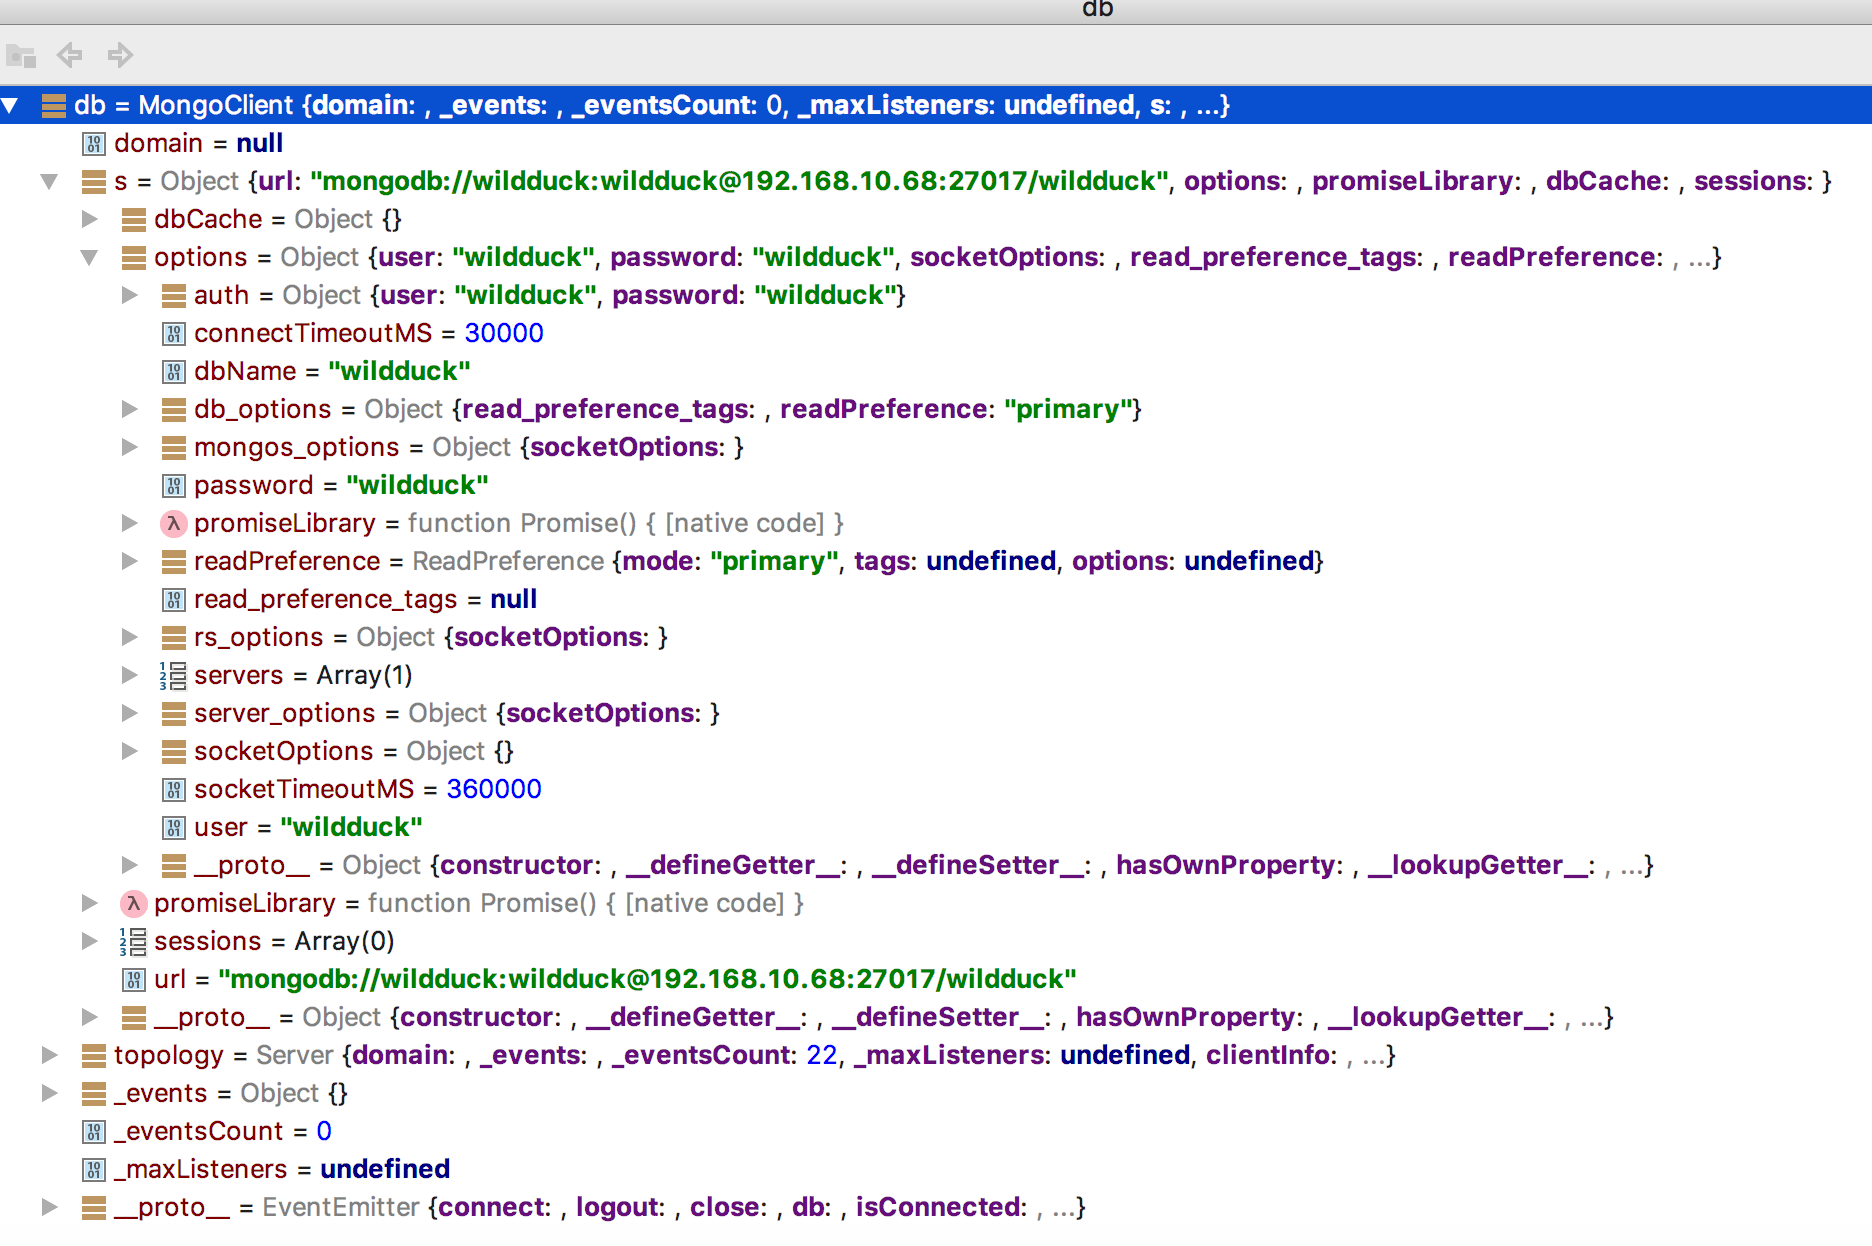 db
db = MongoClient {domain: , _events: , _eventsCount: 0, _maxListeners: undefined, s: , ...}
domain = null
s = Object {url: "mongodb://wildduck:wildduck@192.168.10.68:27017/wildduck", options: , promiseLibrary: , dbCache: , sessions: }
dbCache = Object {}
options = Object {user: "wildduck", password: "wildduck", socketOptions: , read_preference_tags: , readPreference: , ...}
auth = Object {user: "wildduck", password: "wildduck"}
connectTimeoutMS = 30000
dbName = "wildduck"
db_options = Object {read_preference_tags: , readPreference: "primary"}
mongos_options = Object {socketOptions: }
password = "wildduck"
promiseLibrary = function Promise() { [native code] }
readPreference = ReadPreference {mode: "primary", tags: undefined, options: undefined}
read_preference_tags = null
rs_options = Object {socketOptions: }
servers = Array(1)
server_options = Object {socketOptions: }
socketOptions = Object {}
socketTimeoutMS = 360000
user = "wildduck"
__proto__ = Object {constructor: , __defineGetter__: , __defineSetter__: , hasOwnProperty: , __lookupGetter__: , ...}
promiseLibrary = function Promise() { [native code] }
sessions = Array(0)
url = "mongodb://wildduck:wildduck@192.168.10.68:27017/wildduck"
__proto__ = Object {constructor: , __defineGetter__: , __defineSetter__: , hasOwnProperty: , __lookupGetter__: , ...}
topology = Server {domain: , _events: , _eventsCount: 22, _maxListeners: undefined, clientInfo: , ...}
_events = Object {}
_eventsCount = 0
_maxListeners = undefined
__proto__ = EventEmitter {connect: , logout: , close: , db: , isConnected: , ...}